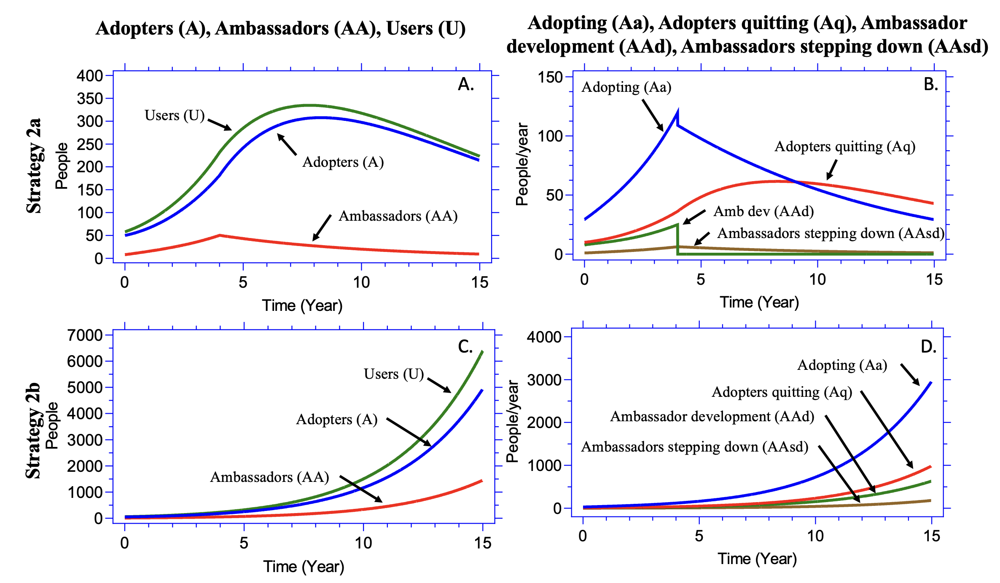 Adopters (A), Ambassadors (AA), Users (U)
Adopting (Aa), Adopters quitting (Aq), Ambassador
development (AAd), Ambassadors stepping down (AAsd)
Strategy 2a
People
400
350
300
250
200
150
100
50
0
A.
Users (U)
Adopters (A)
Ambassadors (AA)
0 5 10 15
Time (Year)
People/year
150
100
50
0
B.
Adopting (Aa)
Adopters quitting (Aq)
Amb dev (AAd)
Ambassadors stepping down (AAsd)
0 5 10 15
Time (Year)
Strategy 2b
People
7000
6000
5000
4000
3000
2000
1000
0
C.
Users (U)
Adopters (A)
Ambassadors (AA)
0 5 10 15
Time (Year)
People/year
4000
3000
2000
1000
0
D.
Adopting (Aa)
Adopters quitting (Aq)
Ambassador development (AAd)
Ambassadors stepping down (AAsd)
0 5 10 15
Time (Year)